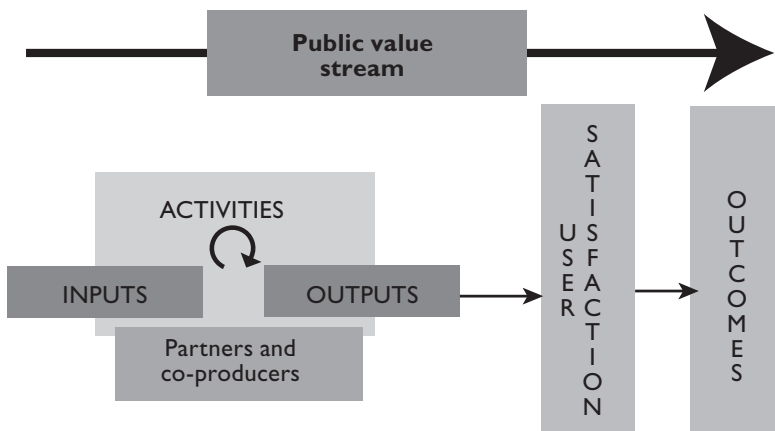 Public value
stream
ACTIVITIES
INPUTS
OUTPUTS
Partners and
co-producers
USER
SATISFACTION
OUTCOMES